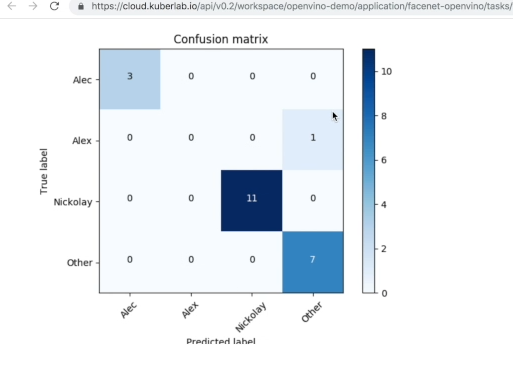 https://cloud.kuberlab.io/api/v0.2/workspace/openvino-demo/application/facenet-openvino/tasks/
Confusion matrix
Alec 3 0 0 0
Alex 0 0 0 1
Nickolay 0 0 11 0
Other 0 0 0 7
True label
Alec Alex Nickolay Other
Predicted label
10
8
6
4
2
0